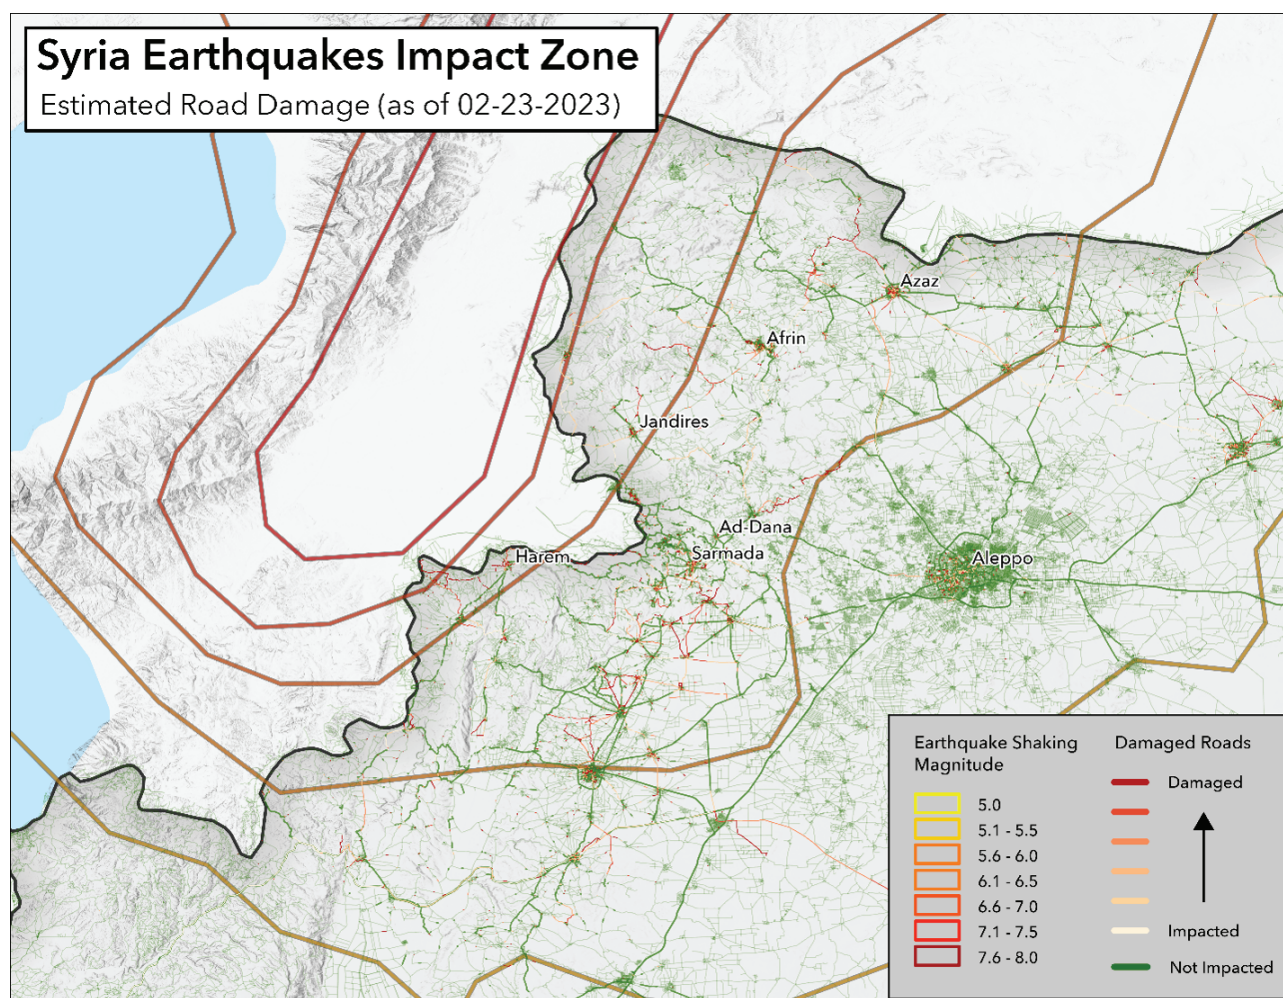 Syria Earthquakes Impact Zone
Estimated Road Damage (as of 02-23-2023)
Azaz
Afrin
Jandires
Ad-Dana
Sarmada
Harem
Aleppo
Earthquake Shaking
Magnitude
5.0
5.1 - 5.5
5.6 - 6.0
6.1 - 6.5
6.6 - 7.0
7.1 - 7.5
7.6 - 8.0
Damaged Roads
Damaged
Impacted
Not Impacted